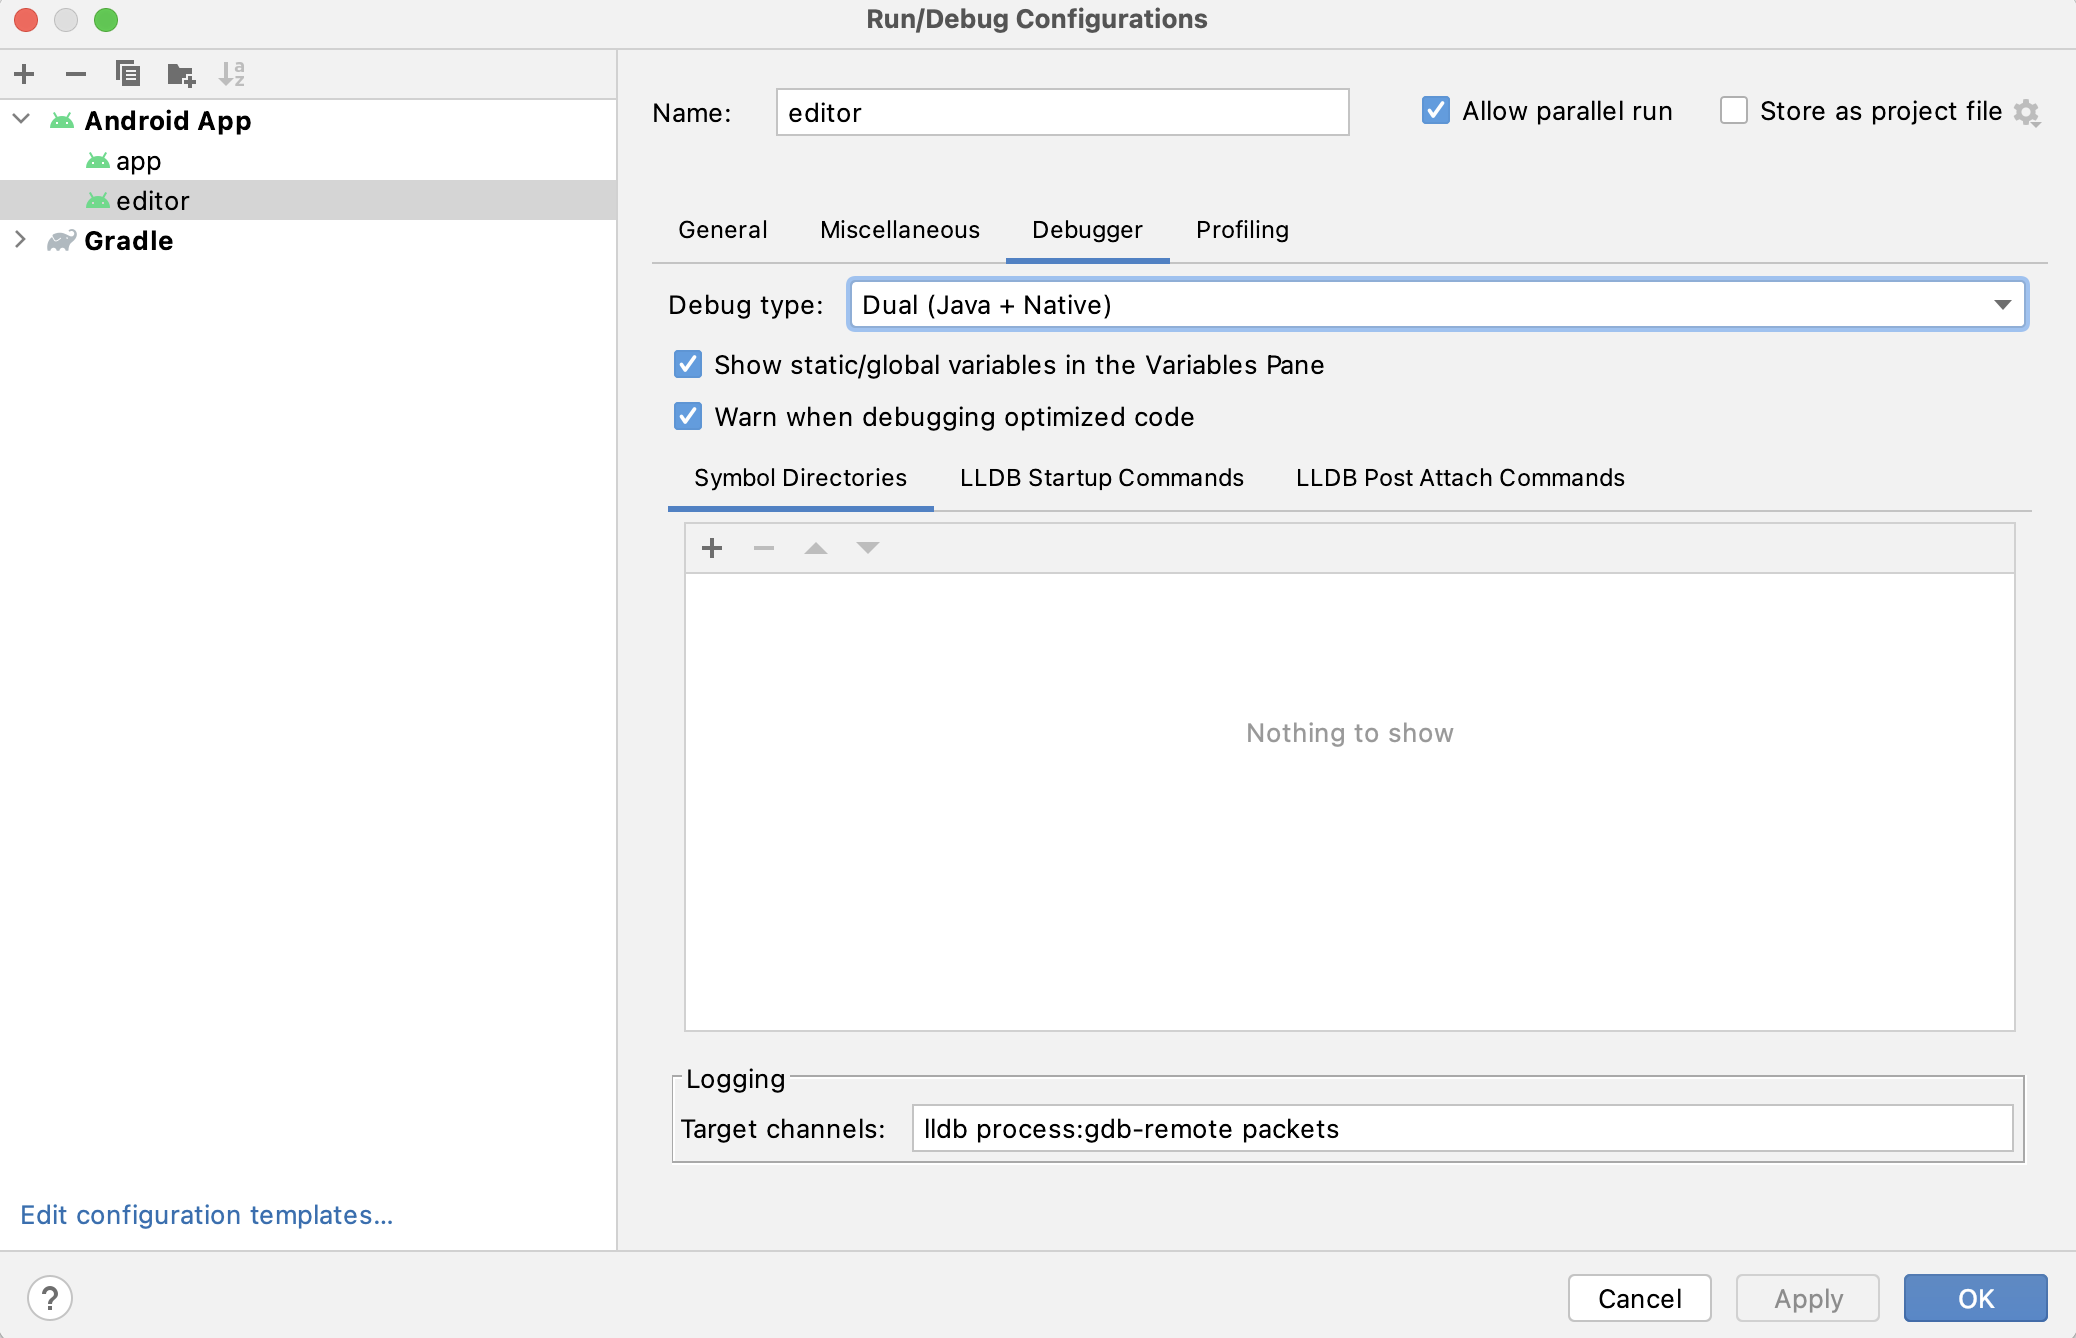 Run/Debug Configurations
Android App
app
editor
Gradle
Edit configuration templates...
Name: editor
Allow parallel run
Store as project file
General Miscellaneous Debugger Profiling
Debug type: Dual (Java + Native)
Show static/global variables in the Variables Pane
Warn when debugging optimized code
Symbol Directories LLDB Startup Commands LLDB Post Attach Commands
Nothing to show
Logging
Target channels: lldb process:gdb-remote packets
? Cancel Apply OK